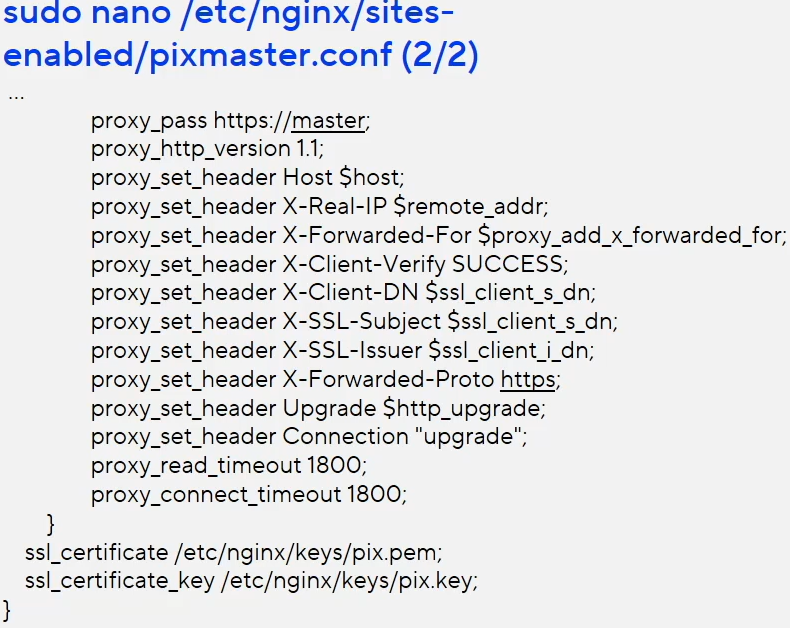 sudo nano /etc/nginx/sites-
enabled/pixmaster.conf (2/2)
...
proxy_pass https://master;
proxy_http_version 1.1;
proxy_set_header Host $host;
proxy_set_header X-Real-IP $remote_addr;
proxy_set_header X-Forwarded-For $proxy_add_x_forwarded_for;
proxy_set_header X-Client-Verify SUCCESS;
proxy_set_header X-Client-DN $ssl_client_s_dn;
proxy_set_header X-SSL-Subject $ssl_client_s_dn;
proxy_set_header X-SSL-Issuer $ssl_client_i_dn;
proxy_set_header X-Forwarded-Proto https;
proxy_set_header Upgrade $http_upgrade;
proxy_set_header Connection "upgrade";
proxy_read_timeout 1800;
proxy_connect_timeout 1800;
}
ssl_certificate /etc/nginx/keys/pix.pem;
ssl_certificate_key /etc/nginx/keys/pix.key;
}